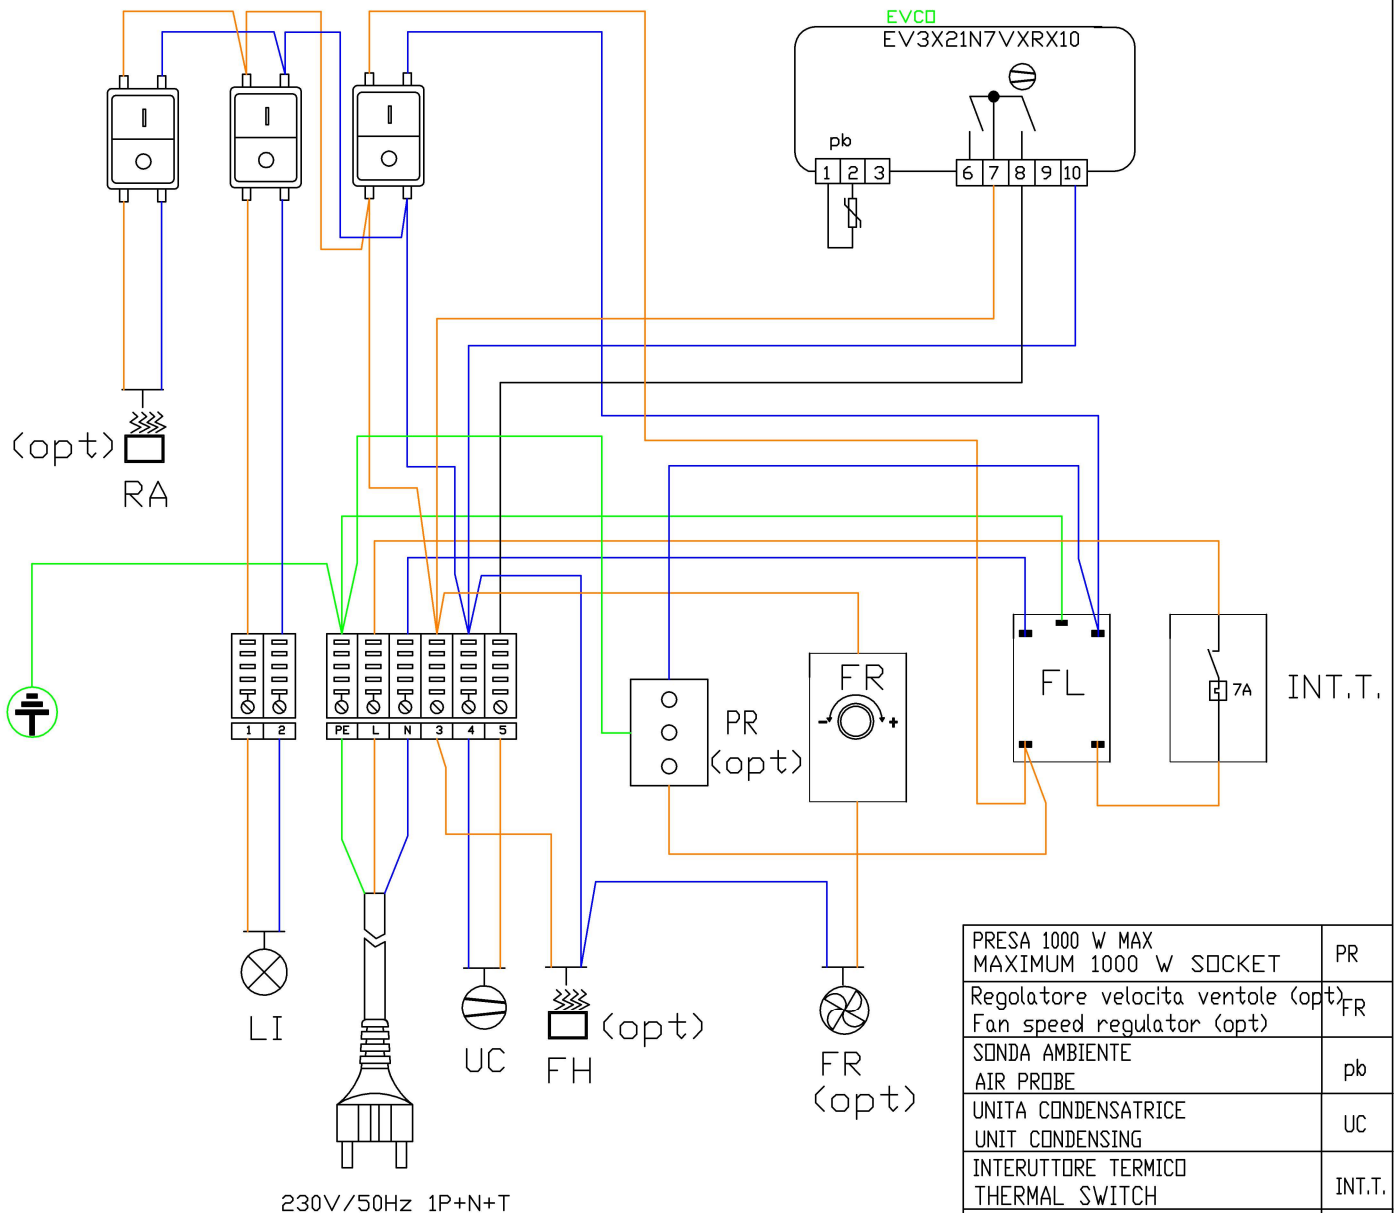 EVCO
EV3X21N7VXRX10
pb
1 2 3
6 7 8 9 10
(opt)
RA
FR
- +
FL
7A
INT.T.
PR
(opt)
1 2
PE L N 3 4 5
LI
UC
FH
(opt)
FR
(opt)
230V/50Hz 1P+N+T
PRESA 1000 W MAX
MAXIMUM 1000 W SOCKET
PR
Regolatore velocita ventole (opt)
Fan speed regulator (opt)
FR
SONDA AMBIENTE
AIR PROBE
pb
UNITA CONDENSATRICE
UNIT CONDENSING
UC
INTERUTTORE TERMICO
THERMAL SWITCH
INT.T.